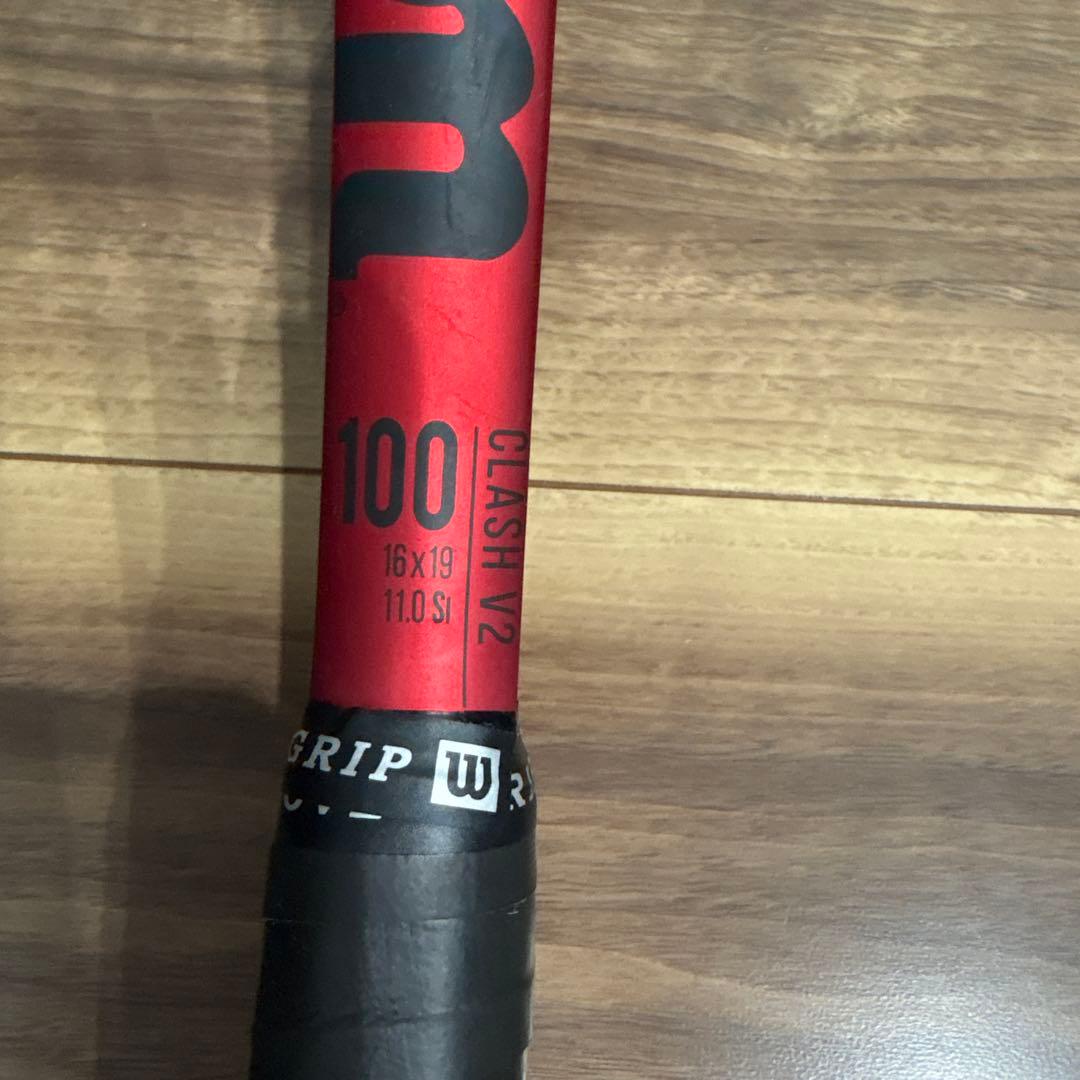 100
16x19
11.0 SI
CLASH V2
GRIP W